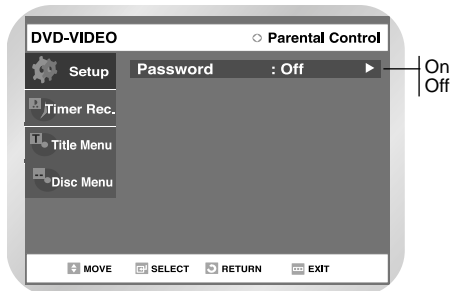 DVD-VIDEO Parental Control
Setup Password : Off ► On
Off
Timer Rec.
Title Menu
Disc Menu
MOVE SELECT RETURN EXIT